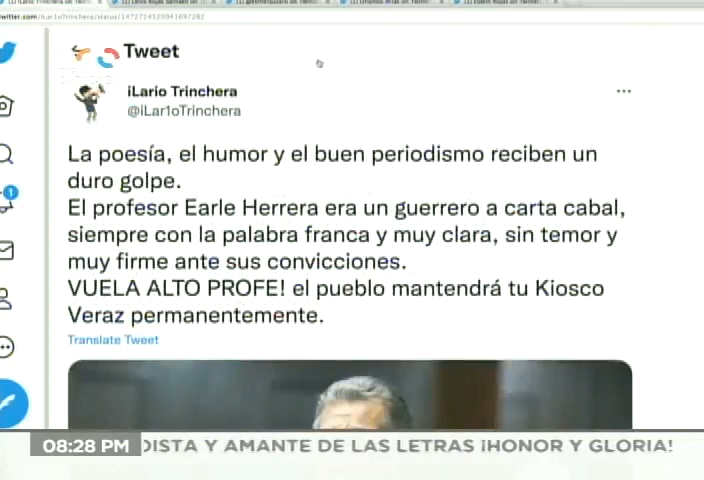 Tweet
iLario Trinchera
@iLar1oTrinchera
La poesía, el humor y el buen periodismo reciben un
duro golpe.
El profesor Earle Herrera era un guerrero a carta cabal,
siempre con la palabra franca y muy clara, sin temor y
muy firme ante sus convicciones.
VUELA ALTO PROFE! el pueblo mantendrá tu Kiosco
Veraz permanentemente.
Translate Tweet
1
08:28 PM DISTA Y AMANTE DE LAS LETRAS ¡HONOR Y GLORIA!